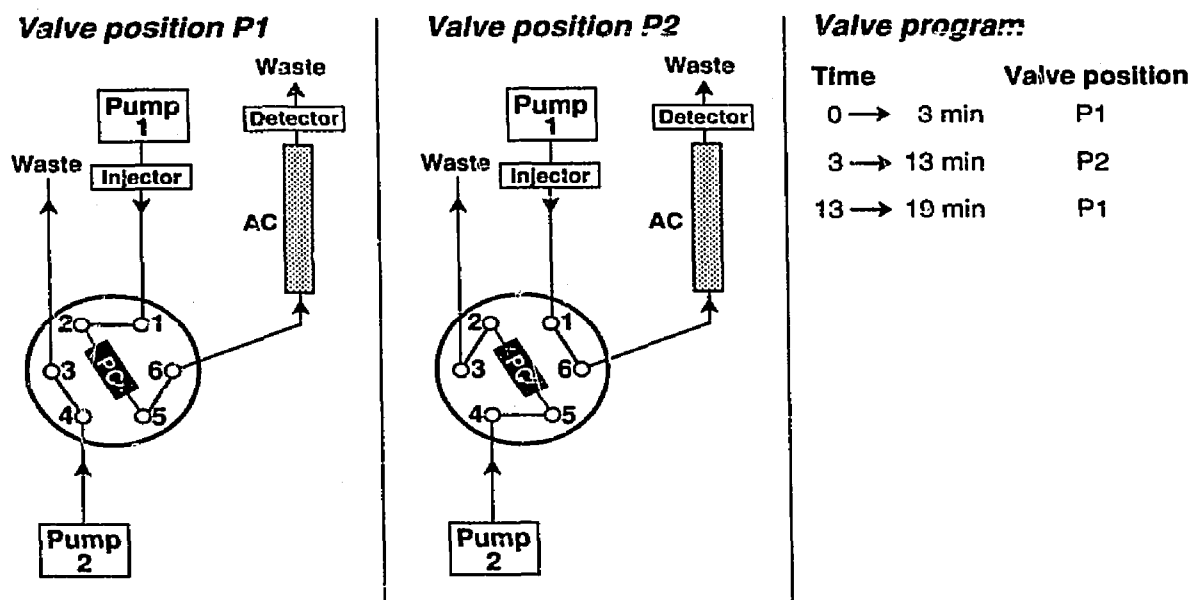 Valve position P1
Waste
Pump
1
Detector
Waste
Injector
AC
2
1
3
PC
6
4
5
Pump
2
Valve position P2
Waste
Pump
1
Detector
Waste
Injector
AC
2
1
3
PC
6
4
5
Pump
2
Valve program
Time Valve position
0 → 3 min P1
3 → 13 min P2
13 → 19 min P1